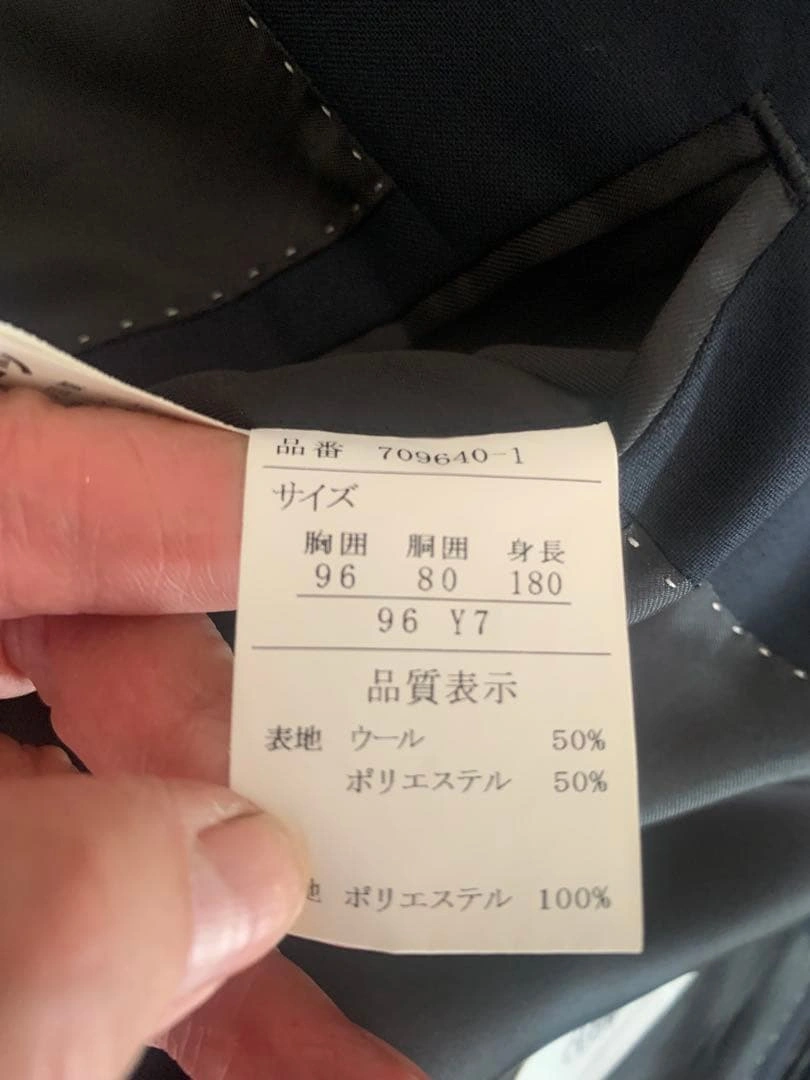 品番 709640-1
サイズ
胸囲 胴囲 身長
96 80 180
96 Y7
品質表示
表地 ウール 50%
ポリエステル 50%
地 ポリエステル 100%